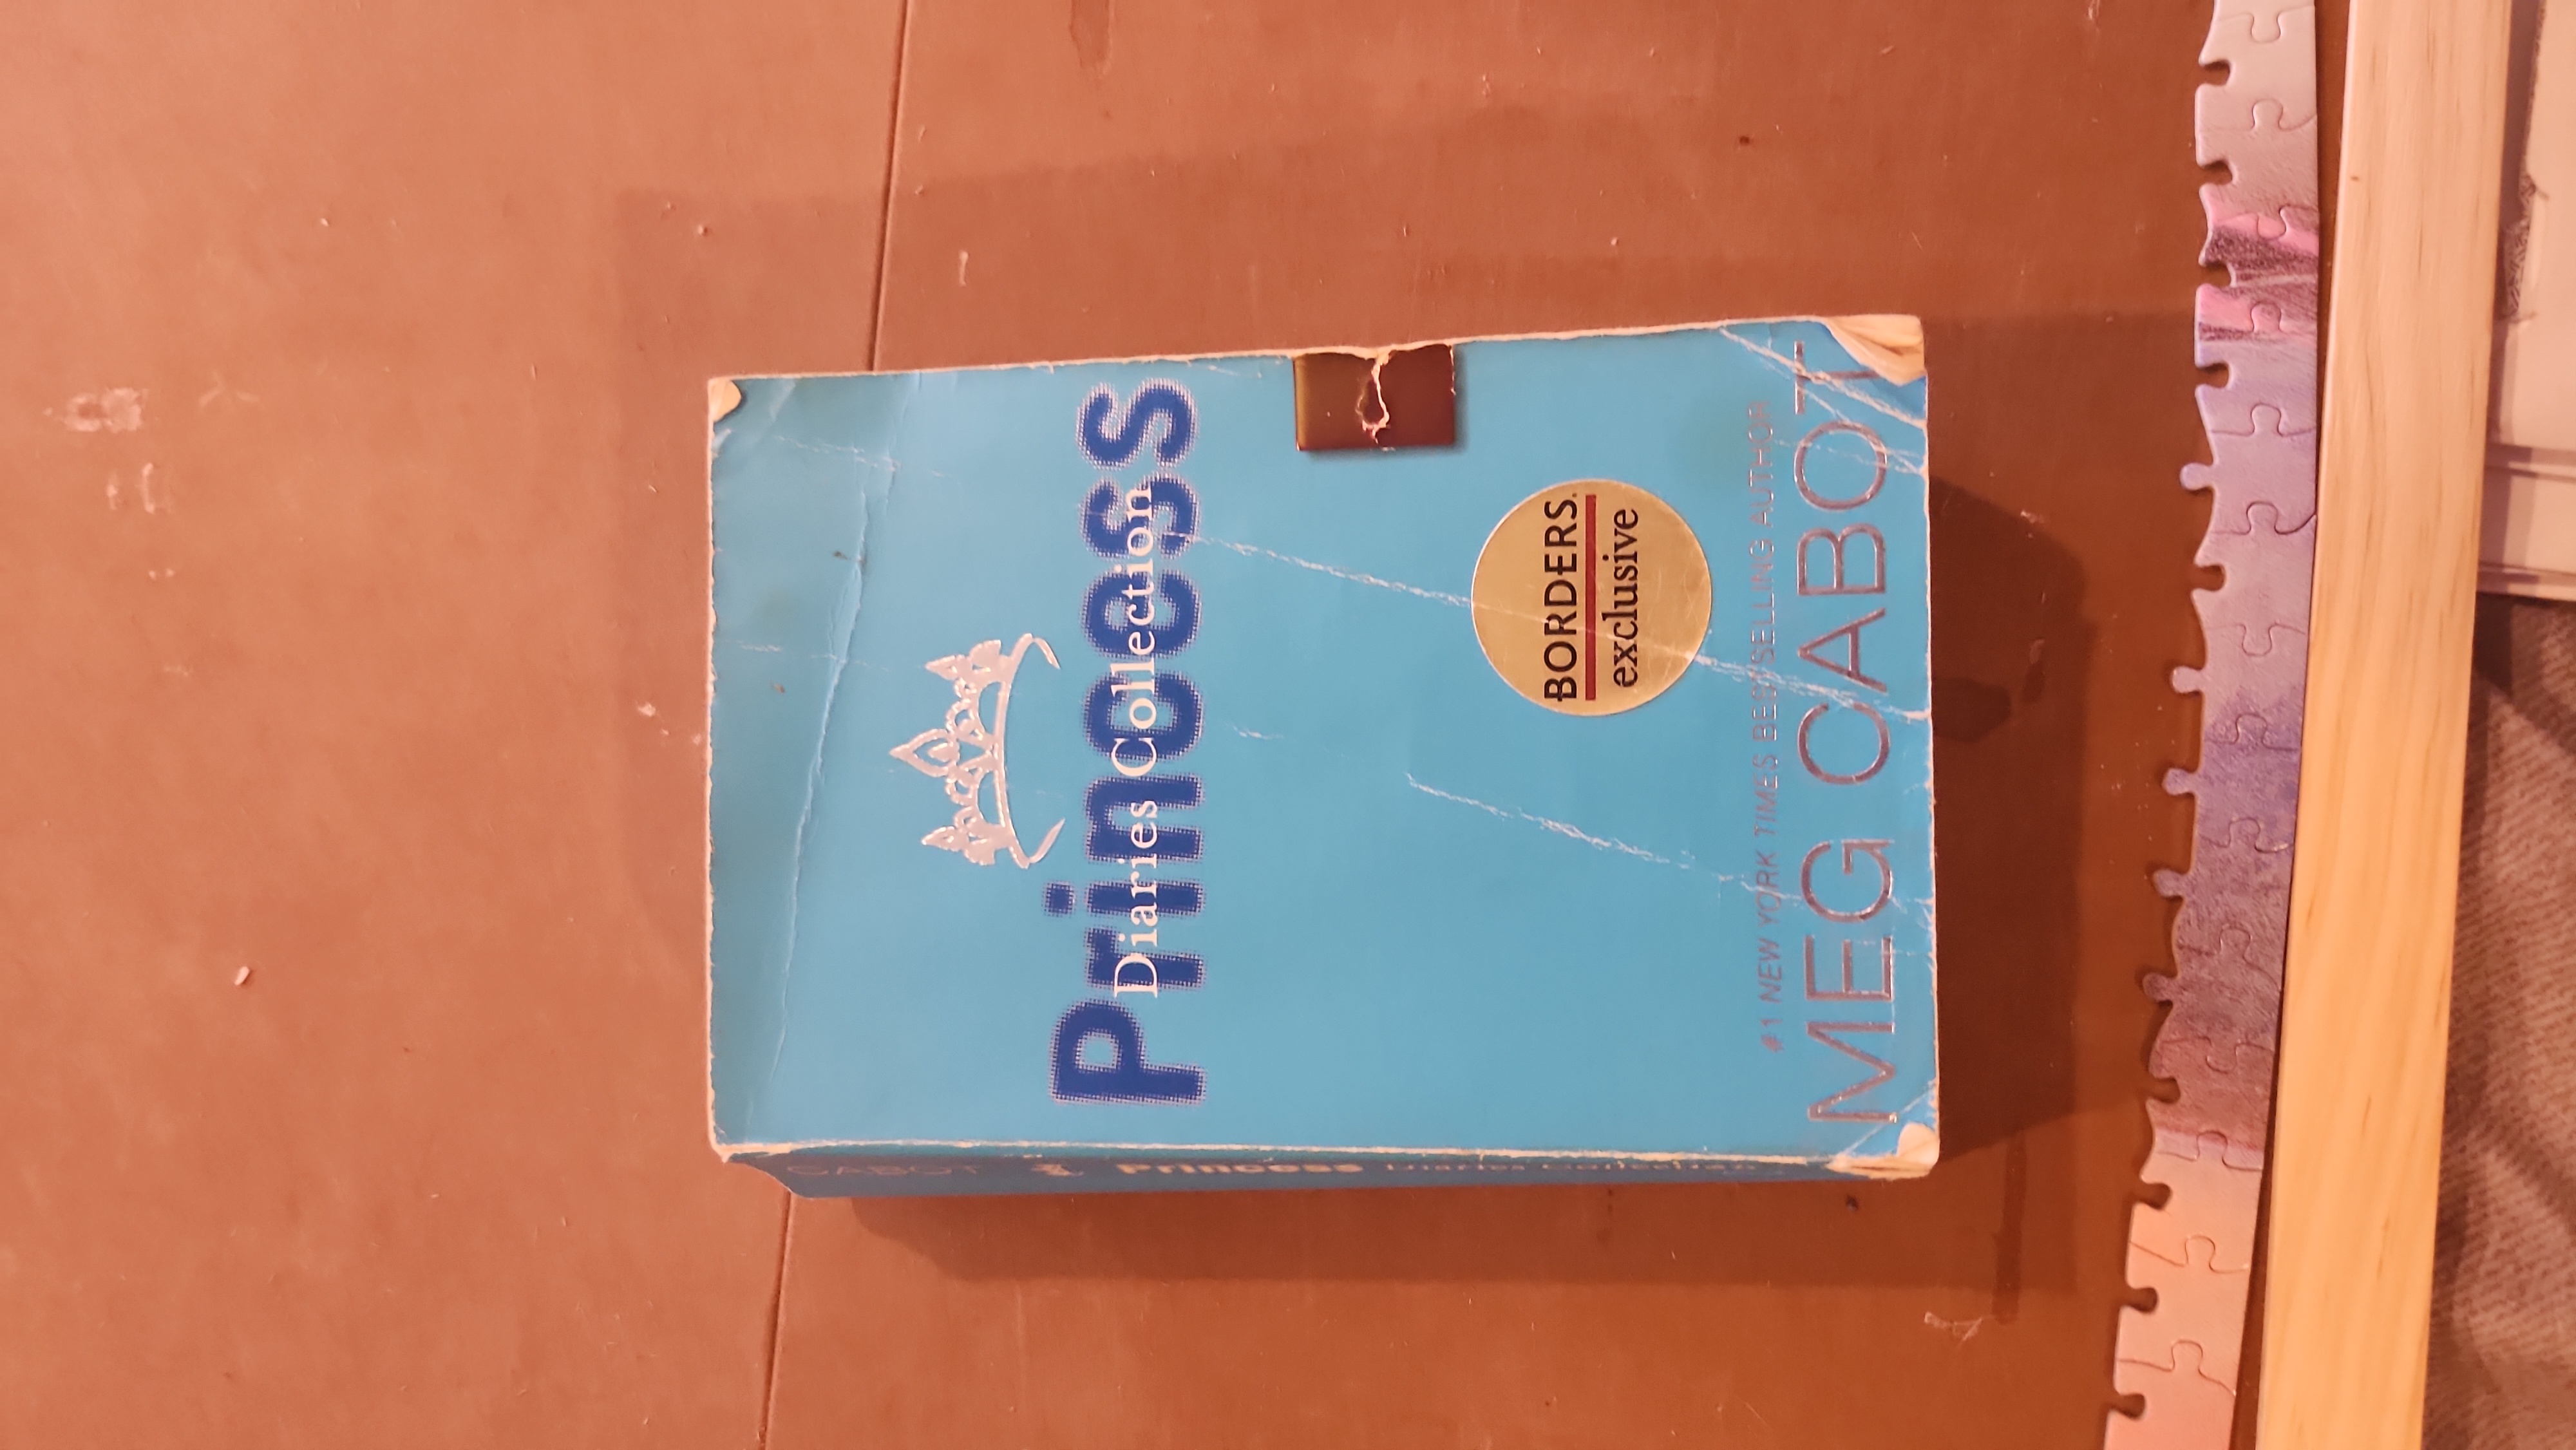 Princess
Diaries Collection
BORDERS®
exclusive
#1 NEW YORK TIMES BESTSELLING AUTHOR
MEG CABOT
CABOT Princess Diaries Collection